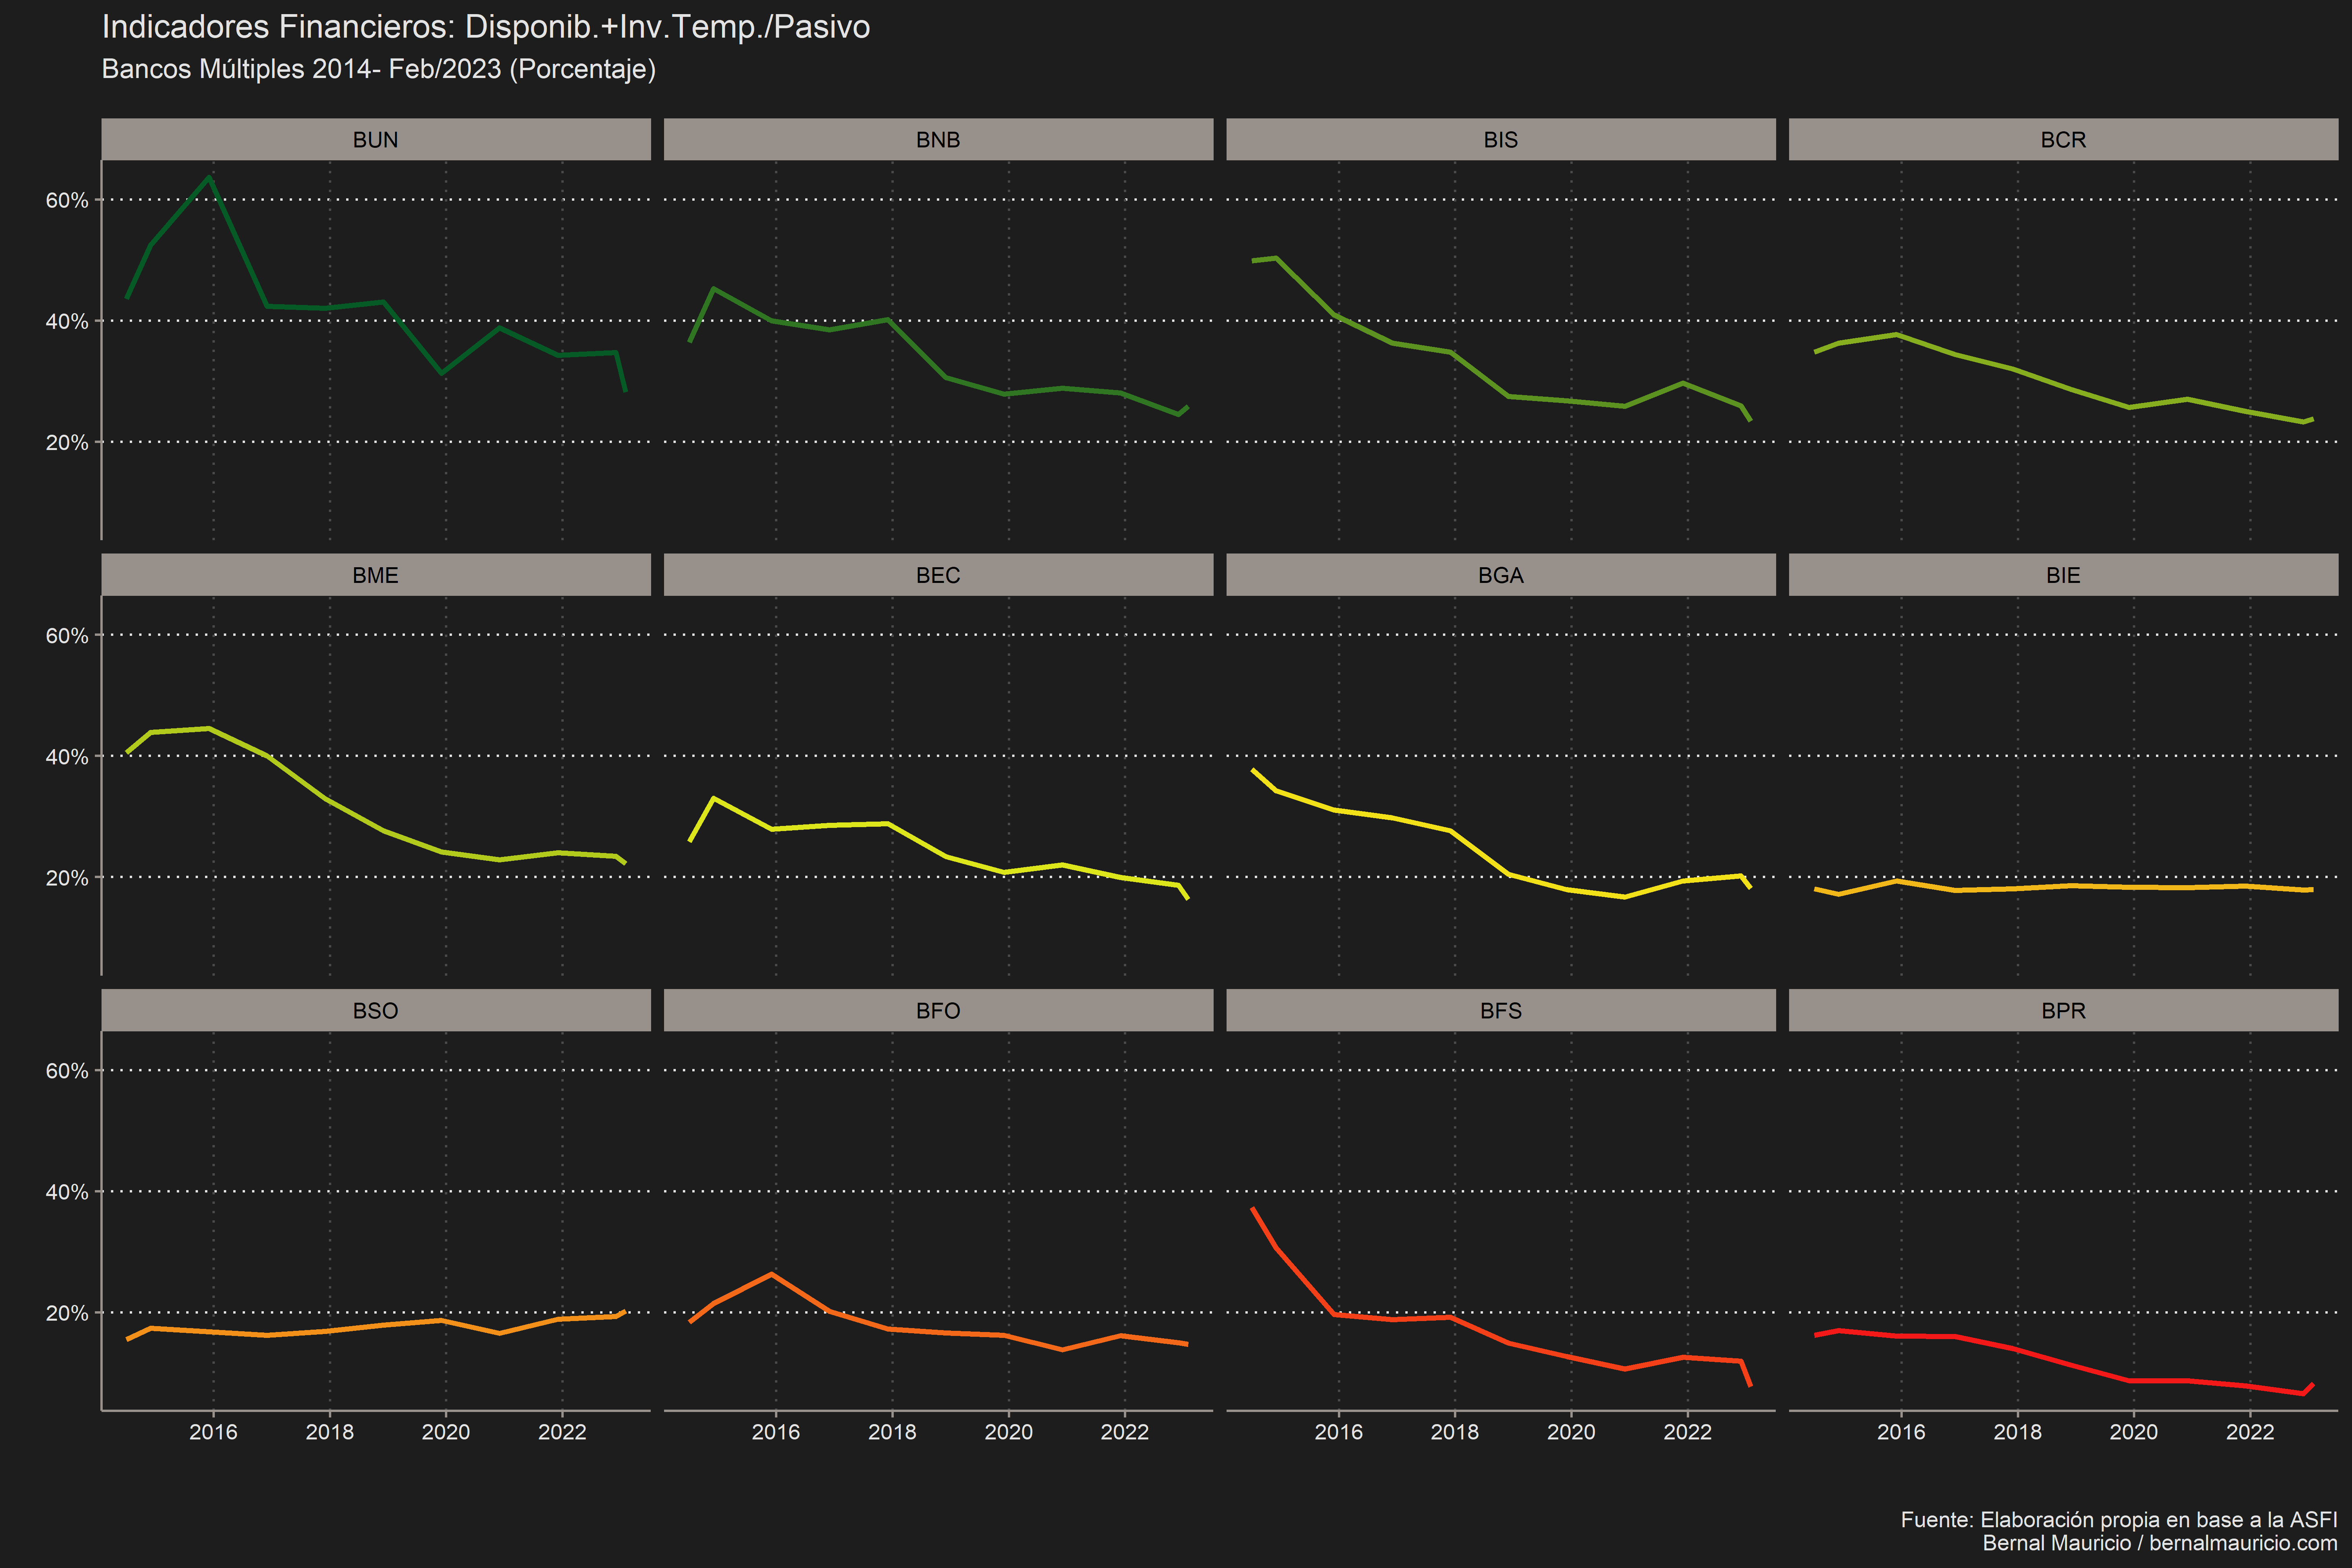 Indicadores Financieros: Disponib.+Inv.Temp./Pasivo
Bancos Múltiples 2014- Feb/2023 (Porcentaje)
BUN BNB BIS BCR
60%
40%
20%
BME BEC BGA BIE
60%
40%
20%
BSO BFO BFS BPR
60%
40%
20%
2016 2018 2020 2022 2016 2018 2020 2022 2016 2018 2020 2022 2016 2018 2020 2022
Fuente: Elaboración propia en base a la ASFI
Bernal Mauricio / bernalmauricio.com